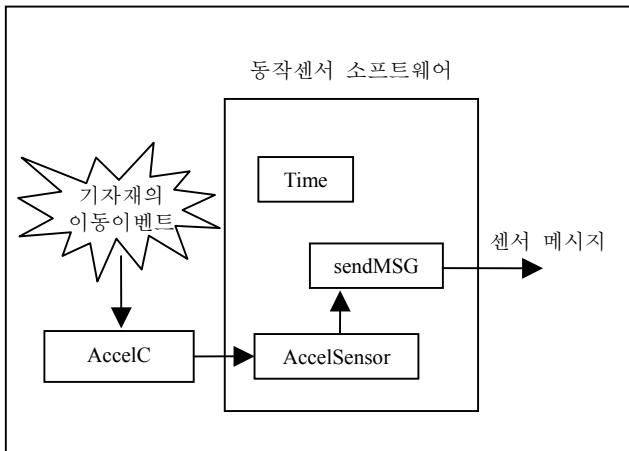 동작센서 소프트웨어
기자재의
이동이벤트
Time
센서 메시지
sendMSG
AccelC
AccelSensor